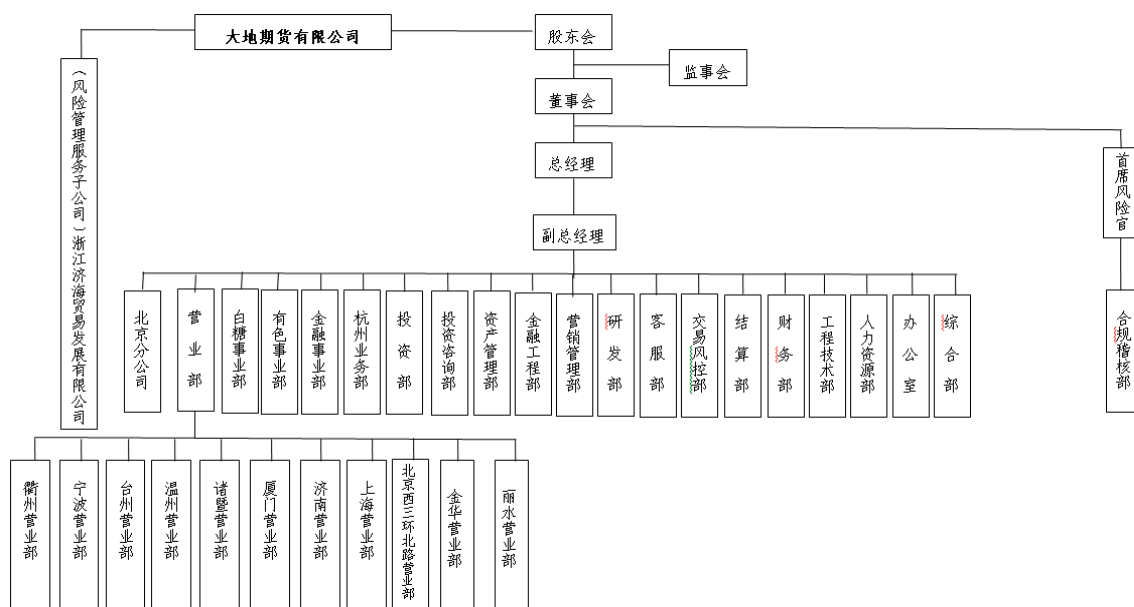 大地期货有限公司
股东会
监事会
董事会
总经理
副总经理
首席风险官
（风险管理服务子公司）浙江济海贸易发展有限公司
北京分公司
营业部
白糖事业部
有色事业部
金融事业部
杭州业务部
投资部
投资咨询部
资产管理部
金融工程部
营销管理部
研发部
客服部
交易风控部
结算部
财务部
工程技术部
人力资源部
办公室
综合部
合规稽核部
衢州营业部
宁波营业部
台州营业部
温州营业部
诸暨营业部
厦门营业部
济南营业部
上海营业部
北京西三环北路营业部
金华营业部
丽水营业部